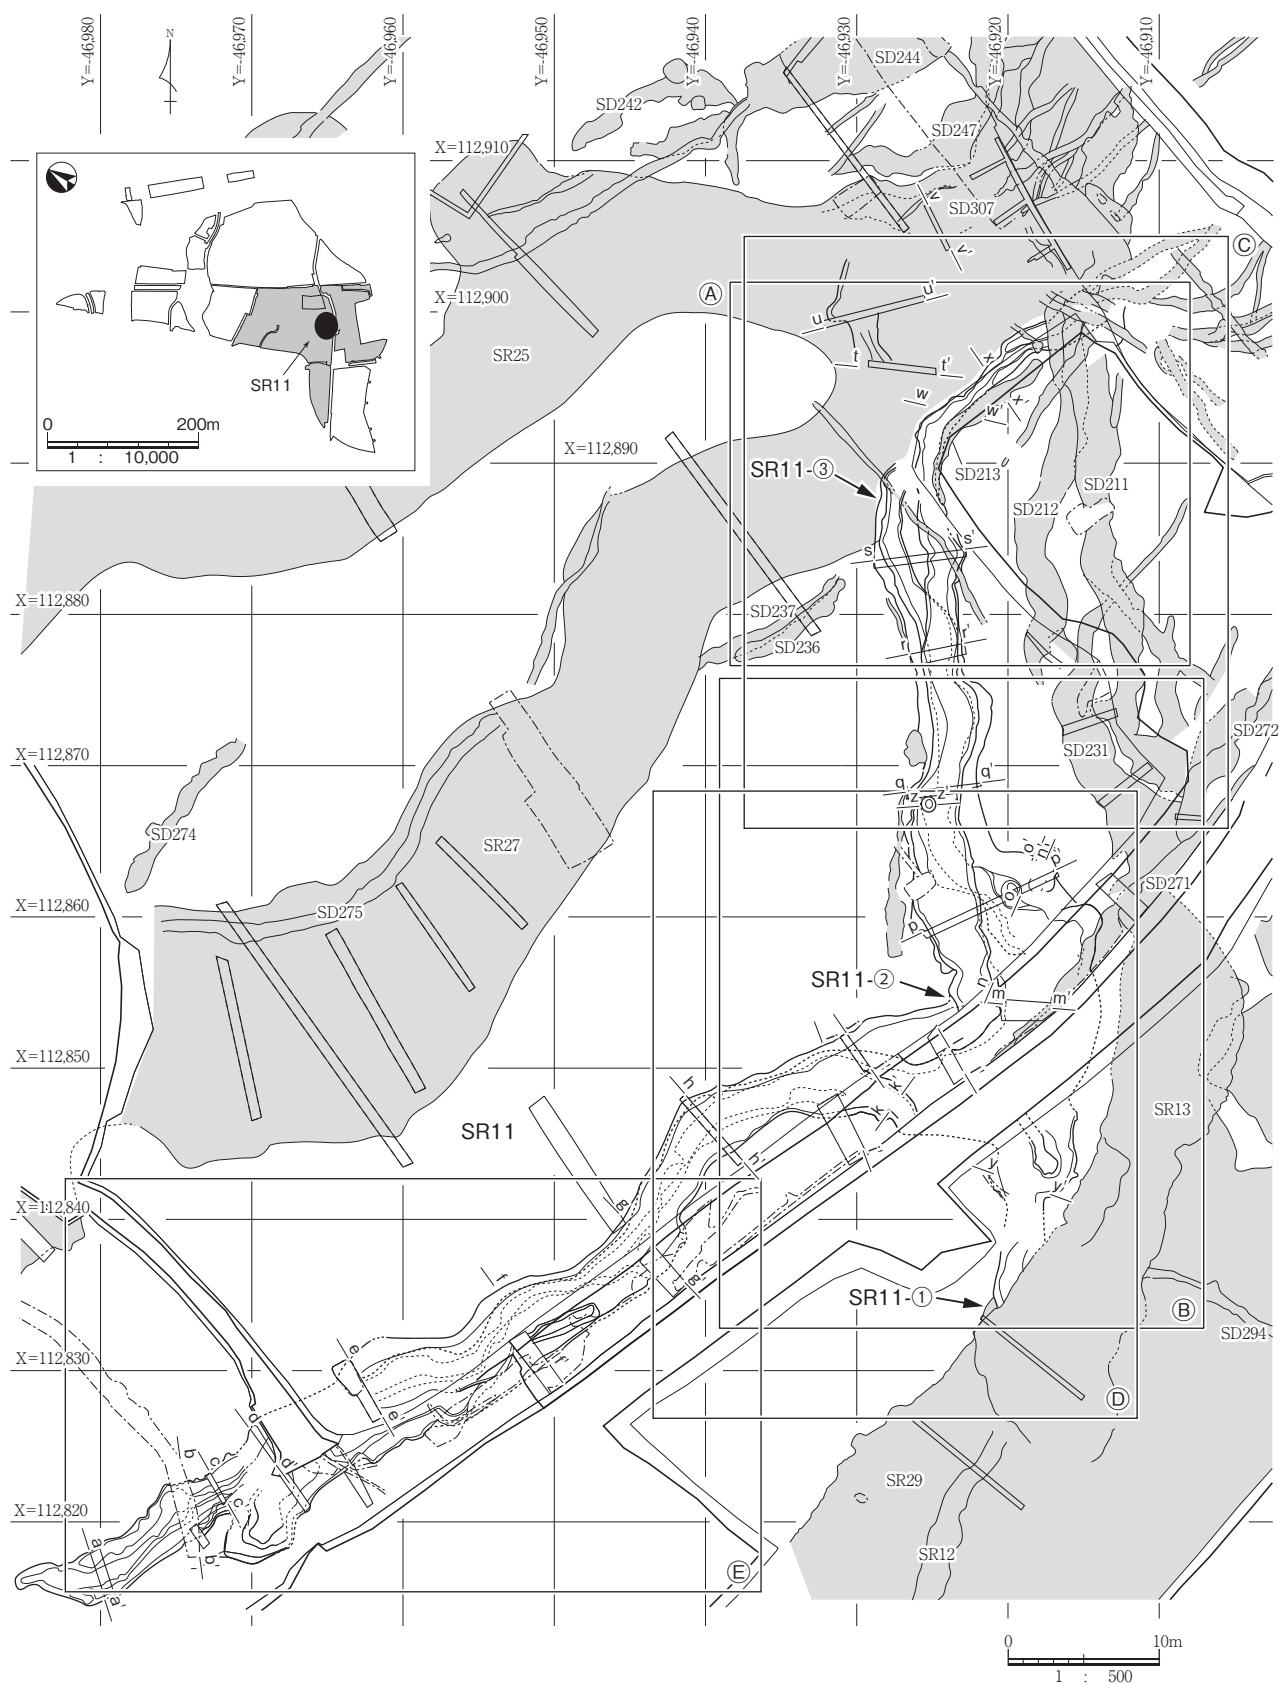 Y=-46,980
Y=-46,970
Y=-46,960
Y=-46,950
Y=-46,940
Y=-46,930
Y=-46,920
Y=-46,910
N
SD244
SD242
SD247
X=112,910
SD307
v
v'
Ⓒ
Ⓐ
X=112,900
u
u'
SR25
t
t'
x
x'
w
w'
SR11
0
200m
1 : 10,000
X=112,890
SR11-③
SD213
SD211
SD212
s
s'
X=112,880
SD237
SD236
r
r'
X=112,870
SD231
SD272
q
q'
z
z'
SD274
SR27
o
o'
n'
p'
SD271
X=112,860
SD275
p
SR11-②
n
m
m'
X=112,850
l
l'
h
k'
k
SR13
SR11
h'
y
y'
X=112,840
g
g'
f
SR11-①
Ⓑ
SD294
X=112,830
e
f'
Ⓓ
e'
d
b
c
d'
SR29
c'
X=112,820
a
b'
SR12
a'
Ⓔ
0
10m
1 : 500